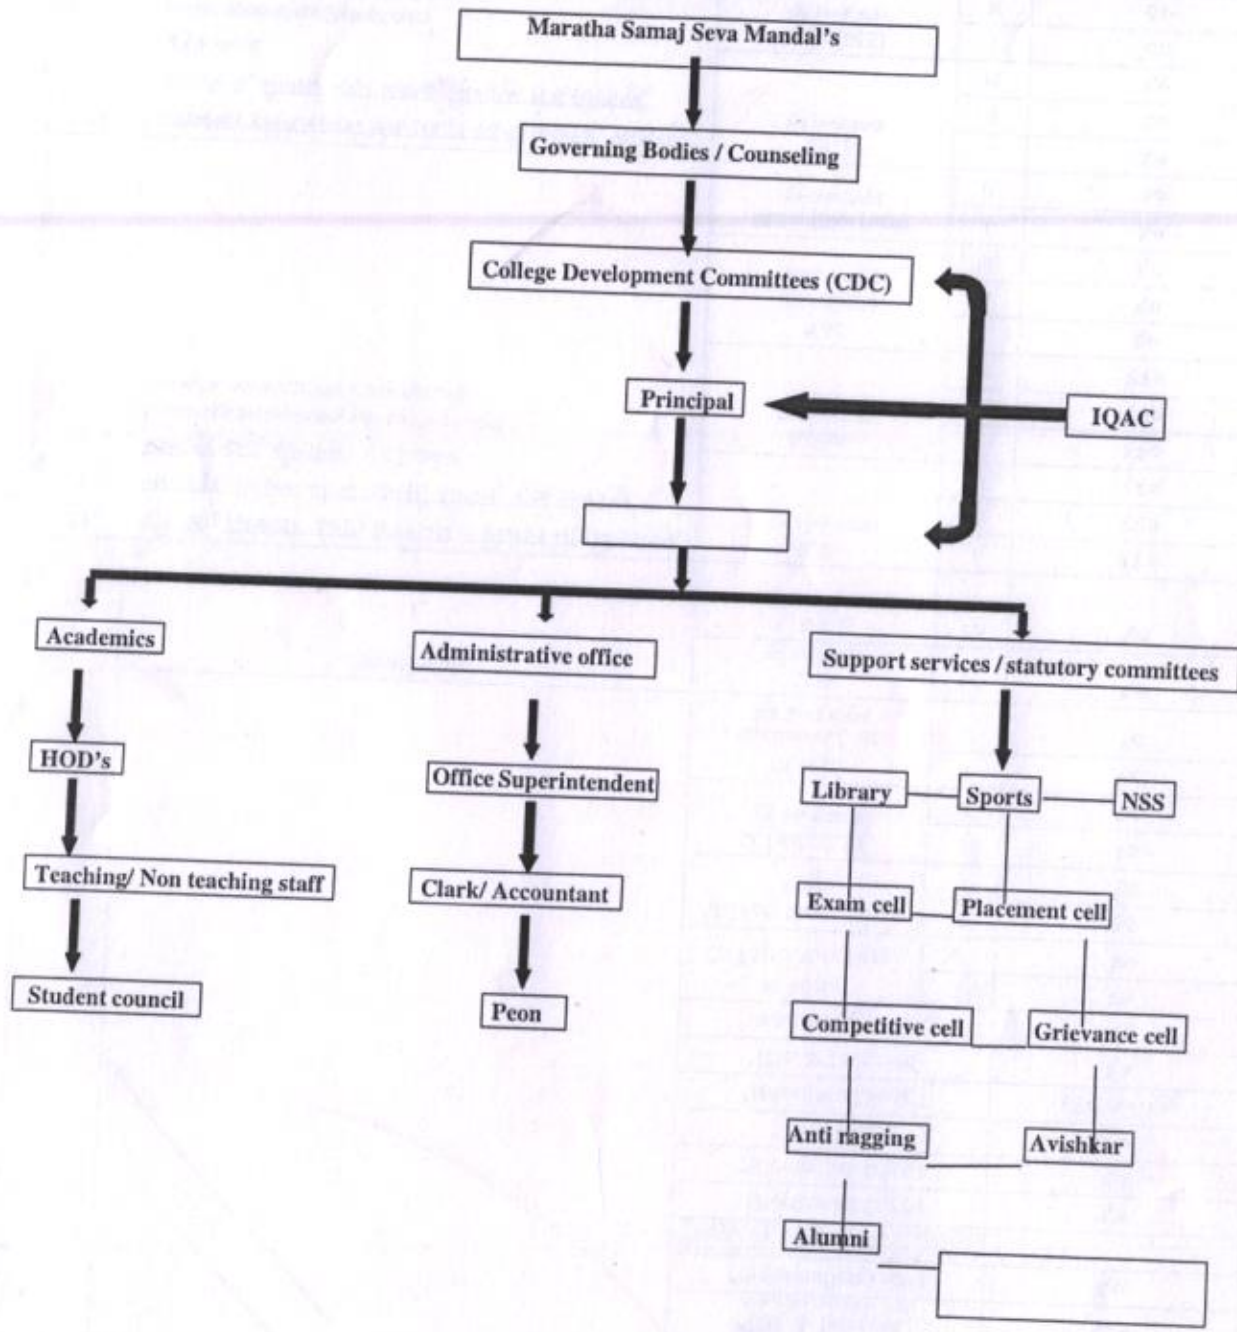 Maratha Samaj Seva Mandal's
Governing Bodies / Counseling
College Development Committees (CDC)
Principal
IQAC
Academics
Administrative office
Support services / statutory committees
HOD's
Office Superintendent
Library
Sports
NSS
Teaching/ Non teaching staff
Clark/ Accountant
Exam cell
Placement cell
Student council
Peon
Competitive cell
Grievance cell
Anti ragging
Avishkar
Alumni